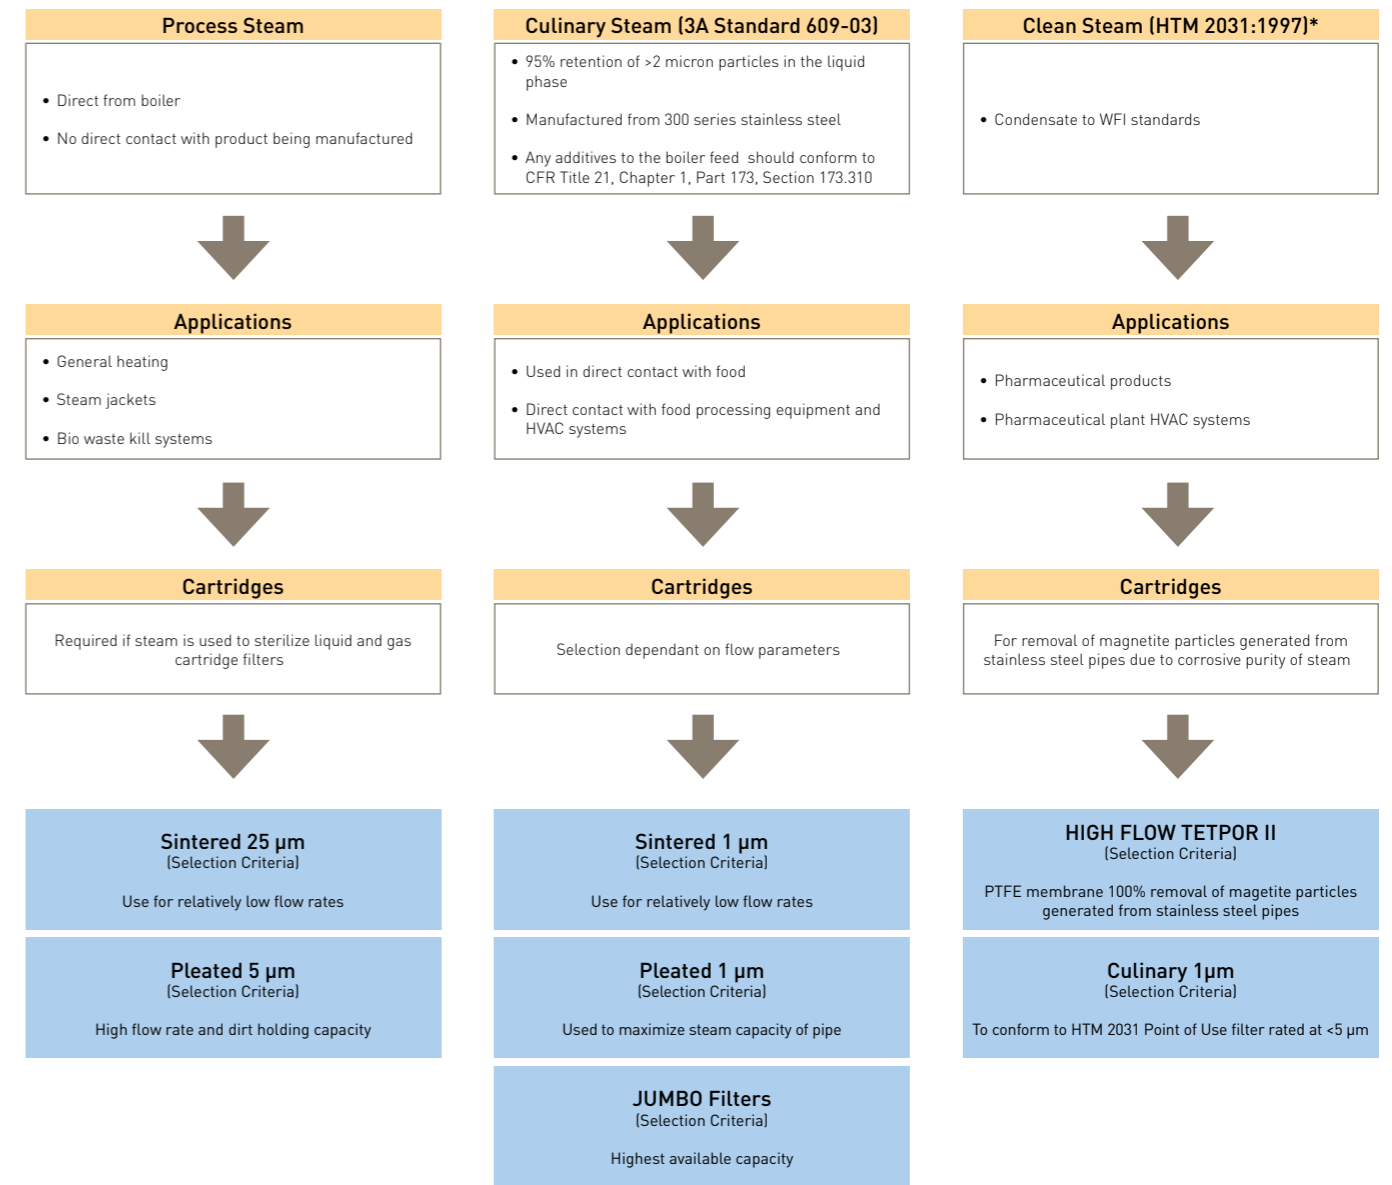 Process Steam
• Direct from boiler
• No direct contact with product being manufactured
Applications
• General heating
• Steam jackets
• Bio waste kill systems
Cartridges
Required if steam is used to sterilize liquid and gas
cartridge filters
Sintered 25 µm
(Selection Criteria)
Use for relatively low flow rates
Pleated 5 µm
(Selection Criteria)
High flow rate and dirt holding capacity
Culinary Steam (3A Standard 609-03)
• 95% retention of >2 micron particles in the liquid
phase
• Manufactured from 300 series stainless steel
• Any additives to the boiler feed should conform to
CFR Title 21, Chapter 1, Part 173, Section 173.310
Applications
• Used in direct contact with food
• Direct contact with food processing equipment and
HVAC systems
Cartridges
Selection dependant on flow parameters
Sintered 1 µm
(Selection Criteria)
Use for relatively low flow rates
Pleated 1 µm
(Selection Criteria)
Used to maximize steam capacity of pipe
JUMBO Filters
(Selection Criteria)
Highest available capacity
Clean Steam (HTM 2031:1997)*
• Condensate to WFI standards
Applications
• Pharmaceutical products
• Pharmaceutical plant HVAC systems
Cartridges
For removal of magnetite particles generated from
stainless steel pipes due to corrosive purity of steam
HIGH FLOW TETPOR II
(Selection Criteria)
PTFE membrane 100% removal of magetite particles
generated from stainless steel pipes
Culinary 1µm
(Selection Criteria)
To conform to HTM 2031 Point of Use filter rated at <5 µm